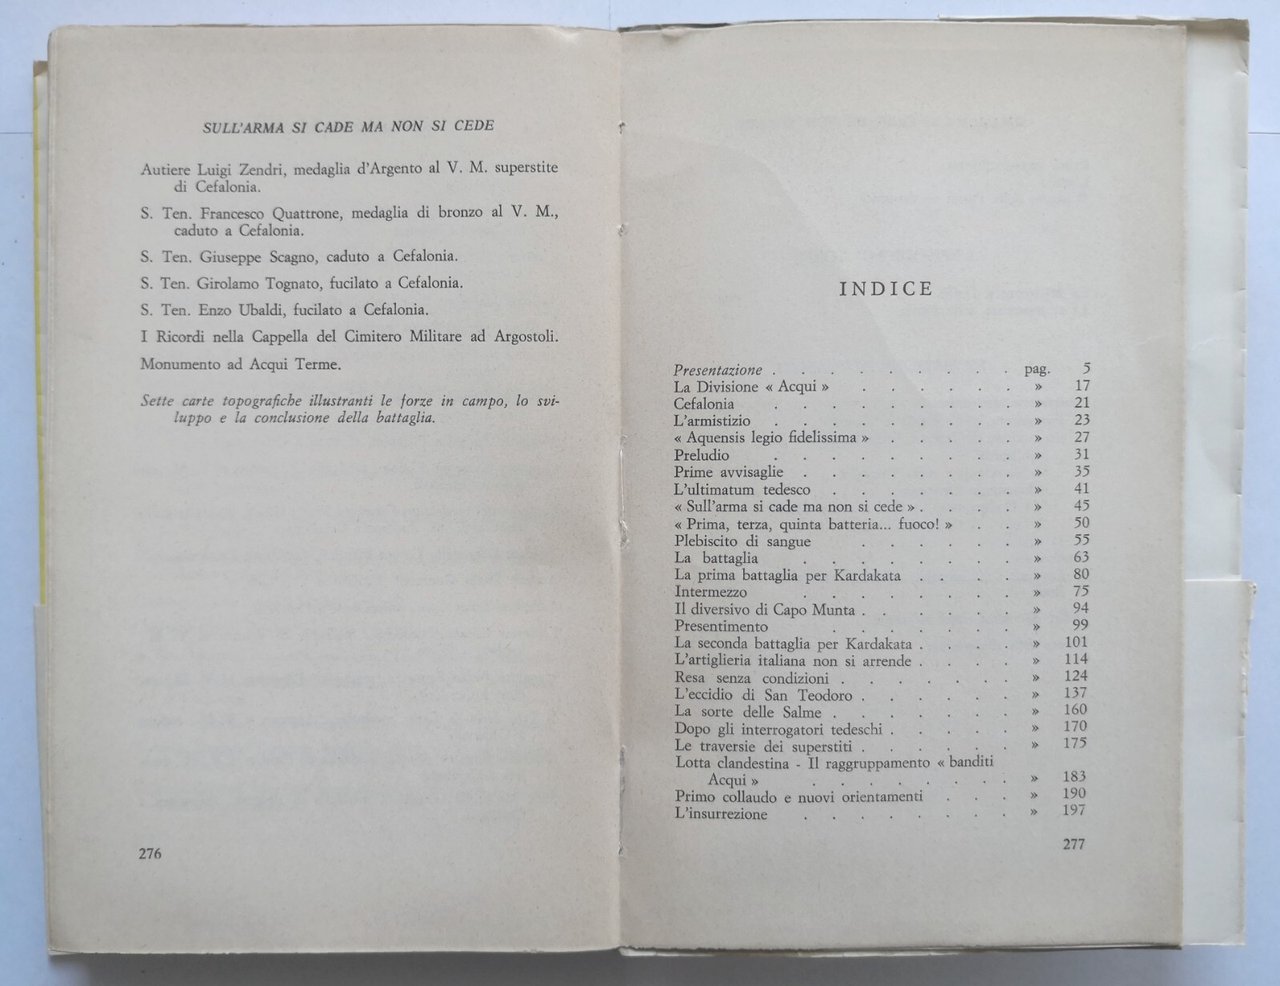 SULL'ARMA SI CADE MA NON SI CEDE
Autiere Luigi Zendri, medaglia d'Argento al V. M. superstite
di Cefalonia.
S. Ten. Francesco Quattrone, medaglia di bronzo al V. M.,
caduto a Cefalonia.
S. Ten. Giuseppe Scagno, caduto a Cefalonia.
S. Ten. Girolamo Tognato, fucilato a Cefalonia.
S. Ten. Enzo Ubaldi, fucilato a Cefalonia.
I Ricordi nella Cappella del Cimitero Militare ad Argostoli.
Monumento ad Acqui Terme.
Sette carte topografiche illustranti le forze in campo, lo svi-
luppo e la conclusione della battaglia.
276
INDICE
Presentazione . . . . . . . . . pag. 5
La Divisione « Acqui » . . . . . . » 17
Cefalonia . . . . . . . . . » 21
L'armistizio . . . . . . . . . » 23
« Aquensis legio fidelissima » . . . . . » 27
Preludio . . . . . . . . . » 31
Prime avvisaglie . . . . . . . . » 35
L'ultimatum tedesco . . . . . . . » 41
« Sull'arma si cade ma non si cede » . . . . » 45
« Prima, terza, quinta batteria... fuoco! » . . » 50
Plebiscito di sangue . . . . . . » 55
La battaglia . . . . . . . . » 63
La prima battaglia per Kardakata . . . . » 80
Intermezzo . . . . . . . . » 75
Il diversivo di Capo Munta . . . . . . » 94
Presentimento . . . . . . . » 99
La seconda battaglia per Kardakata . . . . » 101
L'artiglieria italiana non si arrende . . . . » 114
Resa senza condizioni . . . . . . . » 124
L'eccidio di San Teodoro . . . . . . » 137
La sorte delle Salme . . . . . . . » 160
Dopo gli interrogatori tedeschi . . . . . » 170
Le traversie dei superstiti . . . . . . » 175
Lotta clandestina - Il raggruppamento « banditi
Acqui » . . . . . . . . » 183
Primo collaudo e nuovi orientamenti . . . » 190
L'insurrezione . . . . . . . . » 197
277